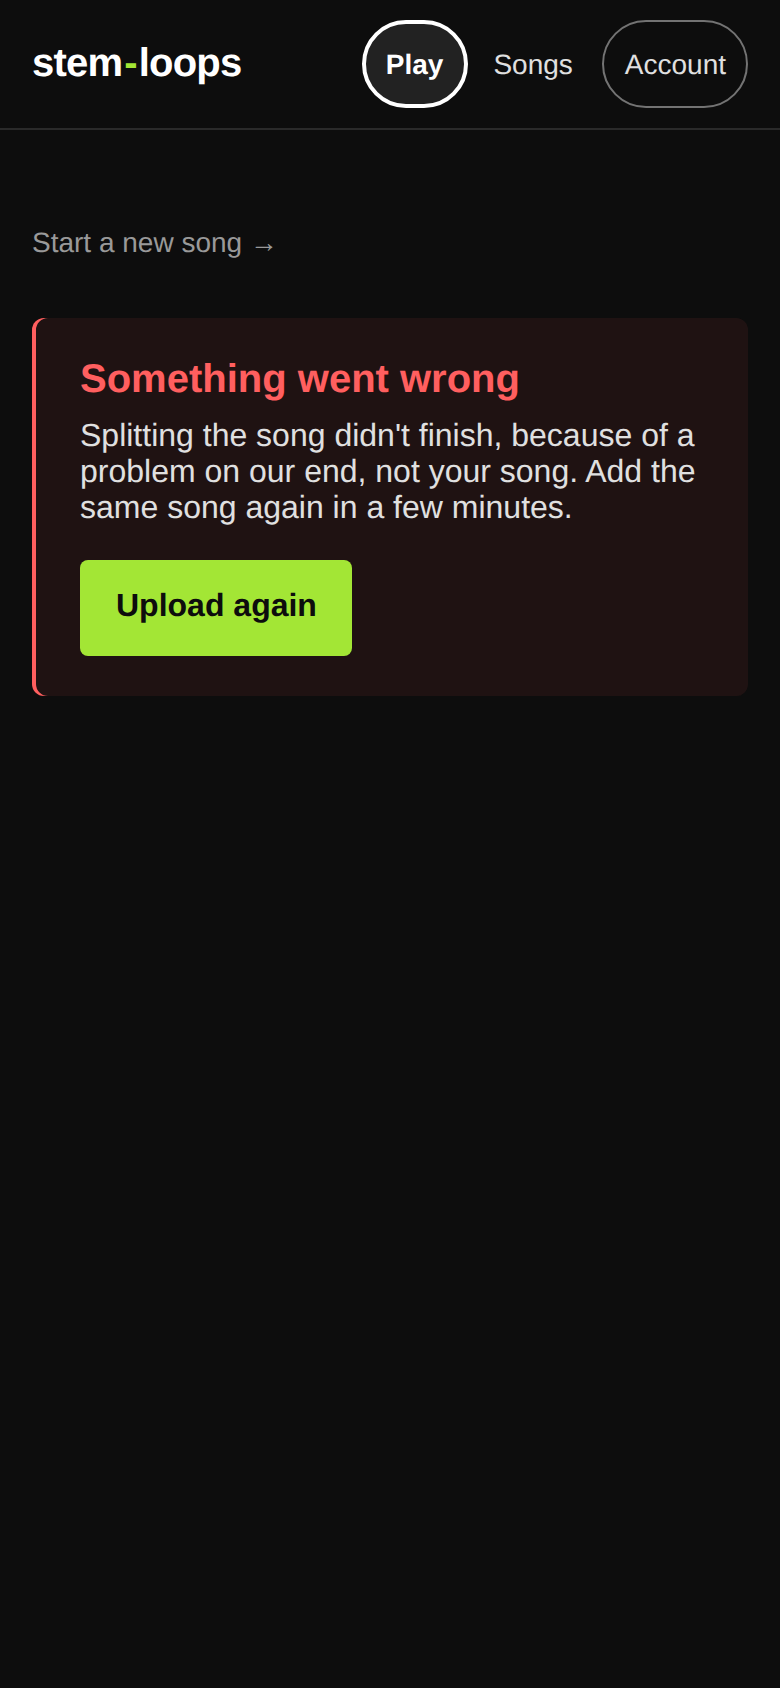 stem-loops
Play
Songs
Account
Start a new song →
Something went wrong
Splitting the song didn't finish, because of a
problem on our end, not your song. Add the
same song again in a few minutes.
Upload again